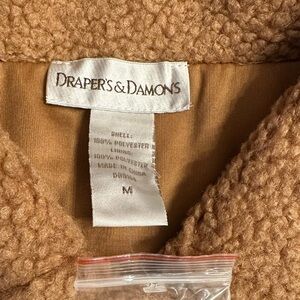 DRAPER'S & DAMON'S
SHELL:
100% POLYESTER
LINING:
100% POLYESTER
MADE IN CHINA
M